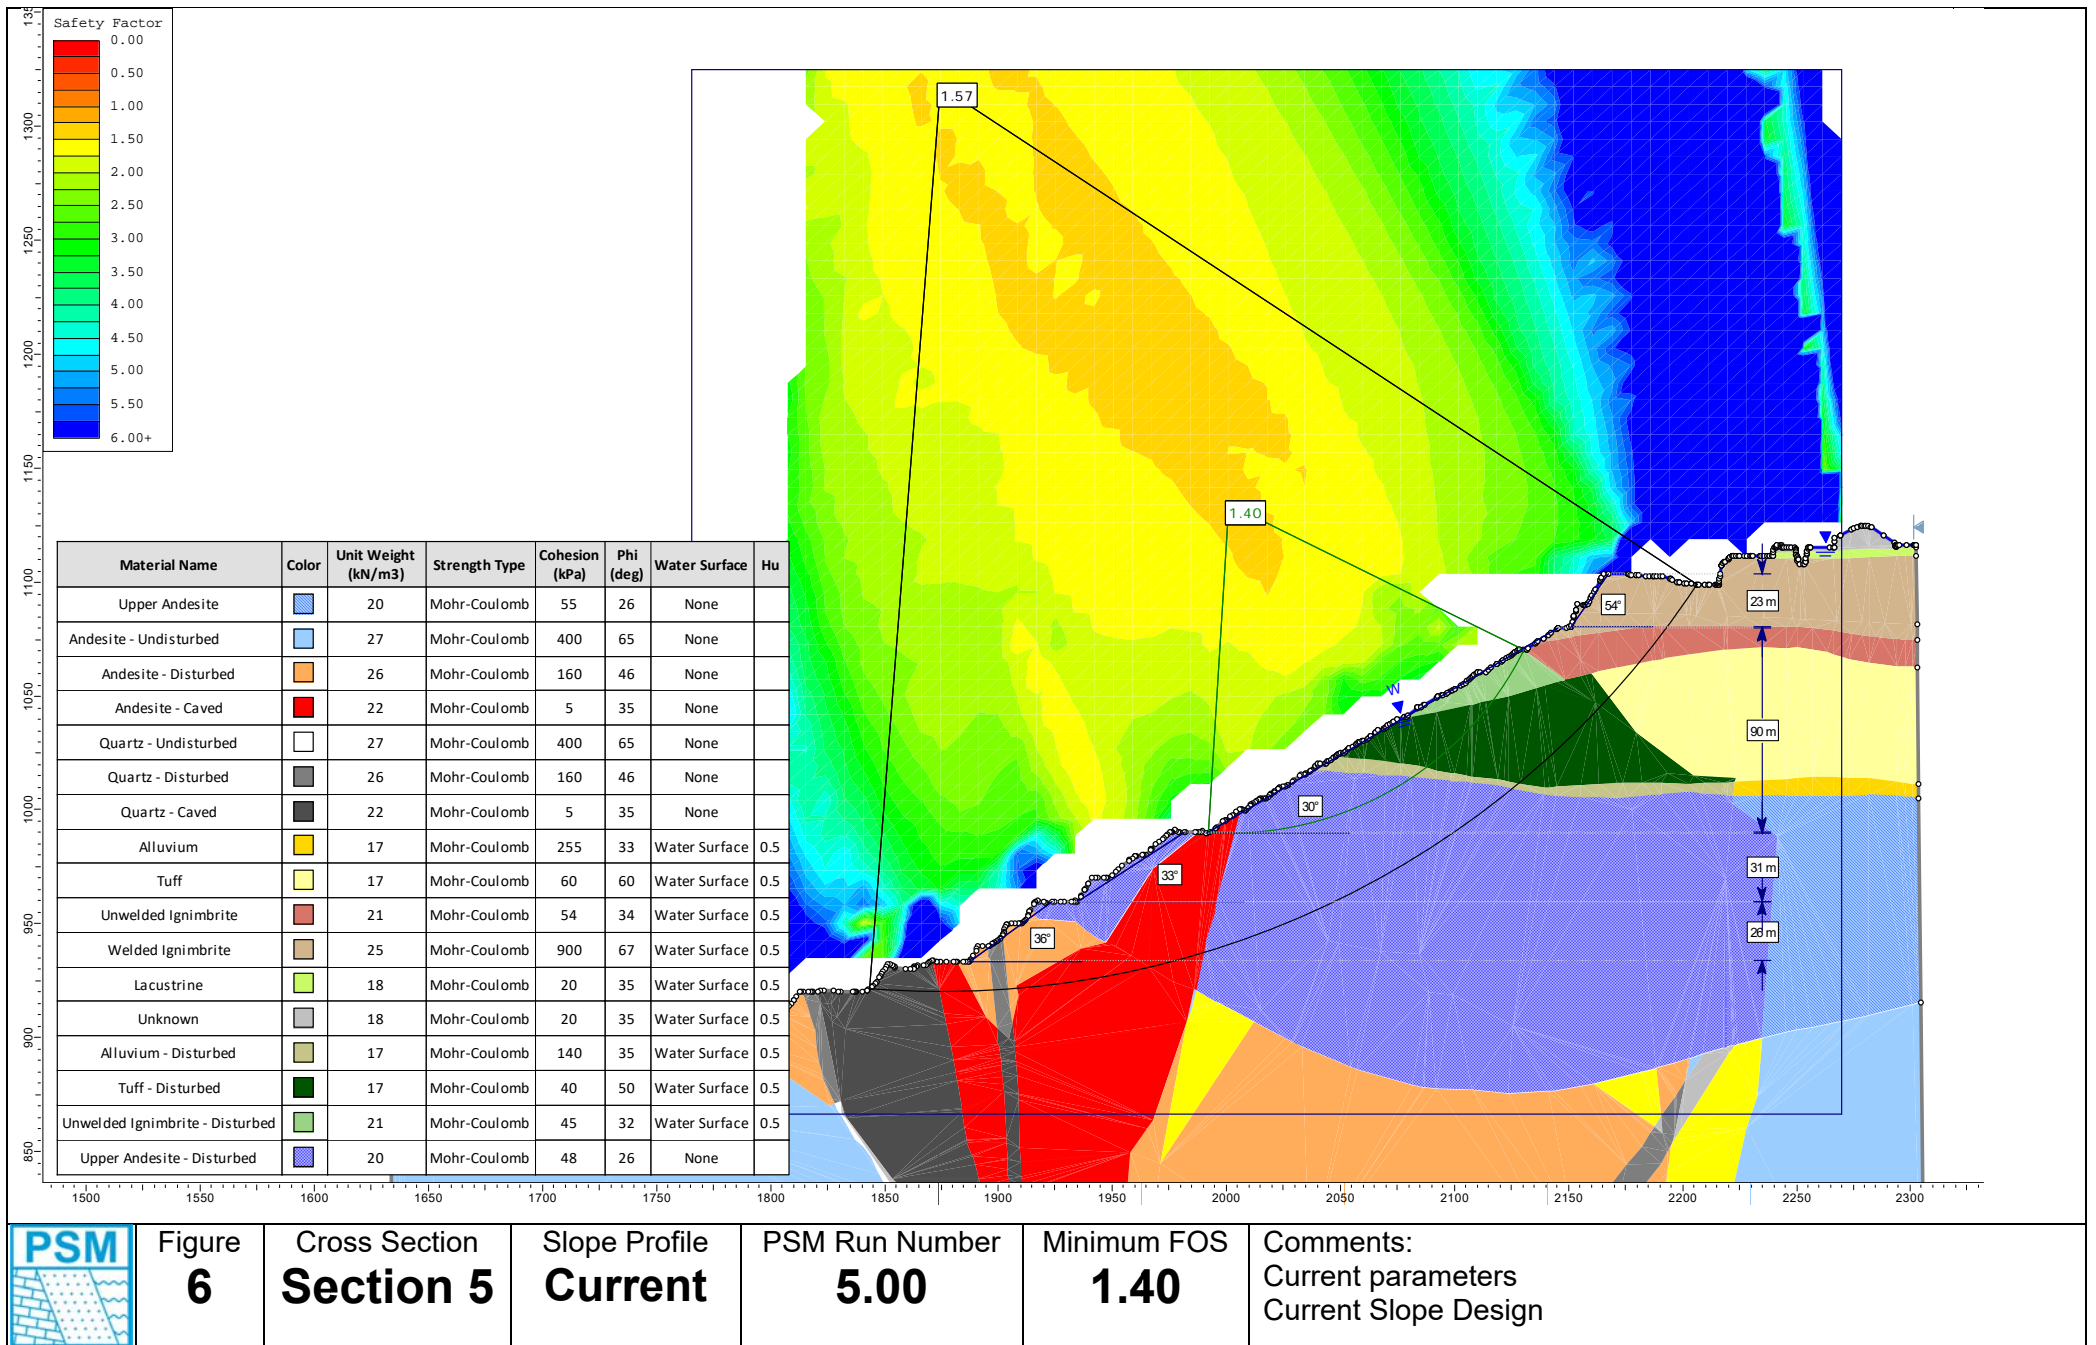 Safety Factor
0.00
0.50
1.00
1.50
2.00
2.50
3.00
3.50
4.00
4.50
5.00
5.50
6.00+
1300
1250
1200
1150
1100
1050
1000
950
900
850
1.57
1.40
W
54°
30°
33°
36°
23 m
90 m
31 m
26 m
Material Name Color Unit Weight (kN/m3) Strength Type Cohesion (kPa) Phi (deg) Water Surface Hu
Upper Andesite 20 Mohr-Coulomb 55 26 None
Andesite - Undisturbed 27 Mohr-Coulomb 400 65 None
Andesite - Disturbed 26 Mohr-Coulomb 160 46 None
Andesite - Caved 22 Mohr-Coulomb 5 35 None
Quartz - Undisturbed 27 Mohr-Coulomb 400 65 None
Quartz - Disturbed 26 Mohr-Coulomb 160 46 None
Quartz - Caved 22 Mohr-Coulomb 5 35 None
Alluvium 17 Mohr-Coulomb 255 33 Water Surface 0.5
Tuff 17 Mohr-Coulomb 60 60 Water Surface 0.5
Unwelded Ignimbrite 21 Mohr-Coulomb 54 34 Water Surface 0.5
Welded Ignimbrite 25 Mohr-Coulomb 900 67 Water Surface 0.5
Lacustrine 18 Mohr-Coulomb 20 35 Water Surface 0.5
Unknown 18 Mohr-Coulomb 20 35 Water Surface 0.5
Alluvium - Disturbed 17 Mohr-Coulomb 140 35 Water Surface 0.5
Tuff - Disturbed 17 Mohr-Coulomb 40 50 Water Surface 0.5
Unwelded Ignimbrite - Disturbed 21 Mohr-Coulomb 45 32 Water Surface 0.5
Upper Andesite - Disturbed 20 Mohr-Coulomb 48 26 None
1500 1550 1600 1650 1700 1750 1800 1850 1900 1950 2000 2050 2100 2150 2200 2250 2300
PSM
Figure
6
Cross Section
Section 5
Slope Profile
Current
PSM Run Number
5.00
Minimum FOS
1.40
Comments:
Current parameters
Current Slope Design